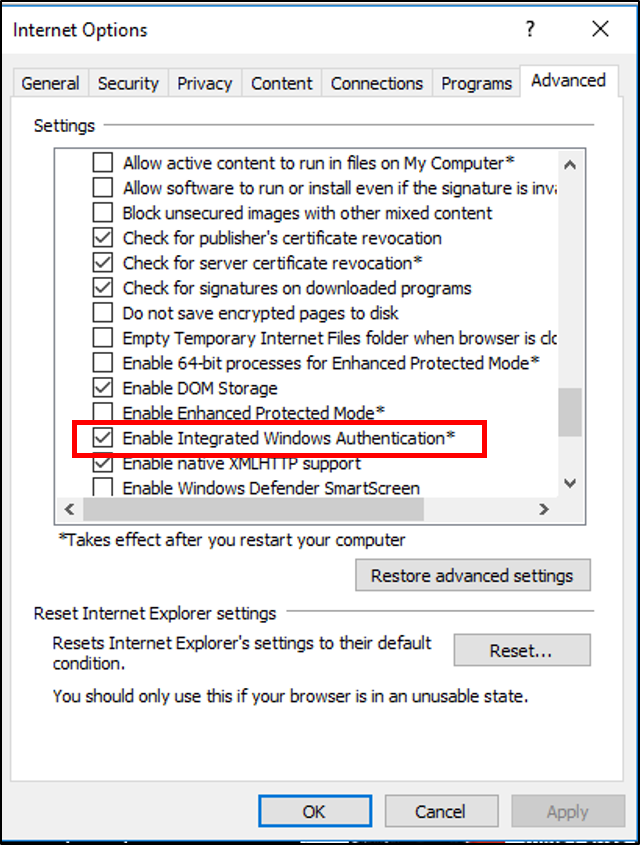 Internet Options
?
General Security Privacy Content Connections Programs Advanced
Settings
Allow active content to run in files on My Computer*
Allow software to run or install even if the signature is inva
Block unsecured images with other mixed content
Check for publisher's certificate revocation
Check for server certificate revocation*
Check for signatures on downloaded programs
Do not save encrypted pages to disk
Empty Temporary Internet Files folder when browser is clo
Enable 64-bit processes for Enhanced Protected Mode*
Enable DOM Storage
Enable Enhanced Protected Mode*
Enable Integrated Windows Authentication*
Enable native XMLHTTP support
Enable Windows Defender SmartScreen
*Takes effect after you restart your computer
Restore advanced settings
Reset Internet Explorer settings
Resets Internet Explorer's settings to their default
condition.
Reset...
You should only use this if your browser is in an unusable state.
OK Cancel Apply